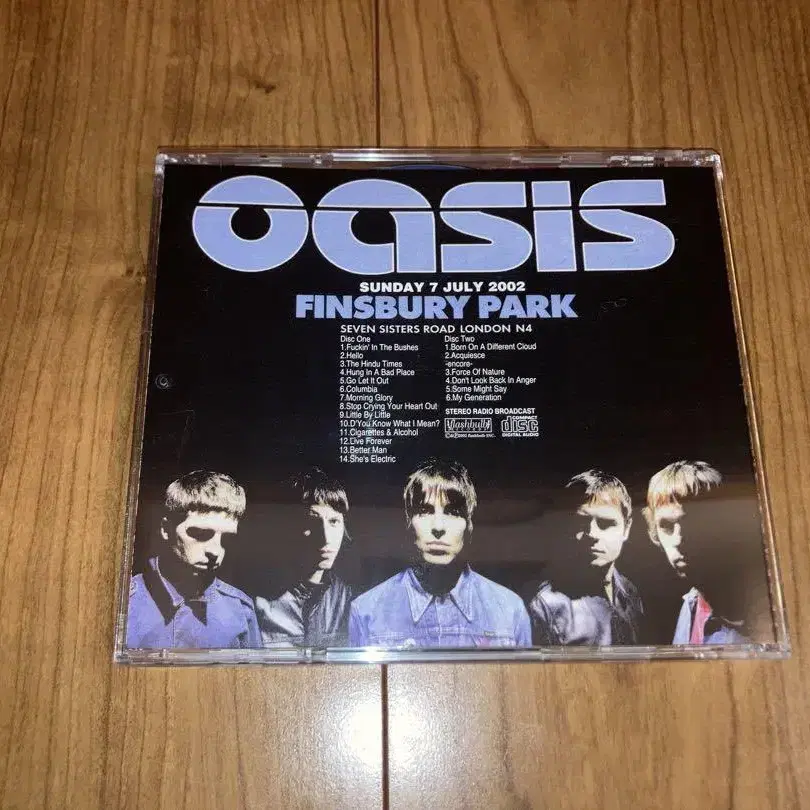 OASIS
SUNDAY 7 JULY 2002
FINSBURY PARK
SEVEN SISTERS ROAD LONDON N4
Disc One
1.Fuckin' In The Bushes
2.Hello
3.The Hindu Times
4.Hung In A Bad Place
5.Go Let It Out
6.Columbia
7.Morning Glory
8.Stop Crying Your Heart Out
9.Little By Little
10.D'You Know What I Mean?
11.Cigarettes & Alcohol
12.Live Forever
13.Better Man
14.She's Electric
Disc Two
1.Born On A Different Cloud
2.Acquiesce
-encore-
3.Force Of Nature
4.Don't Look Back In Anger
5.Some Might Say
6.My Generation
STEREO RADIO BROADCAST
flashbulb
COMPACT
disc
DIGITAL AUDIO